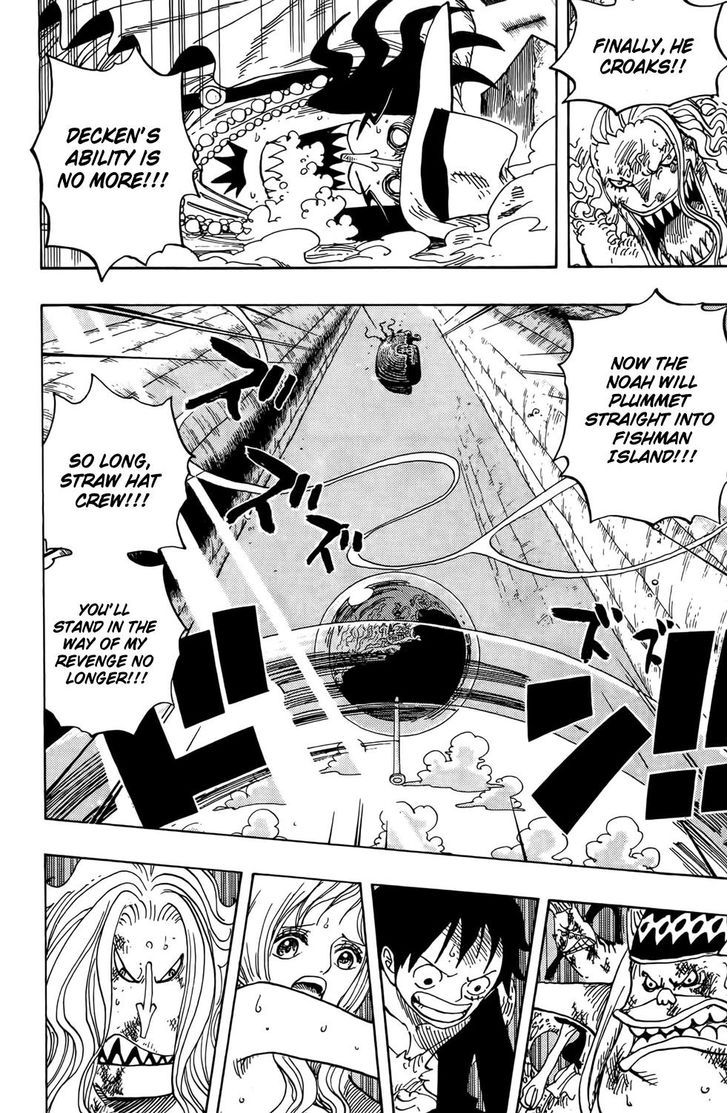 FINALLY, HE
CROAKS!!
DECKEN'S
ABILITY IS
NO MORE!!!
NOW THE
NOAH WILL
PLUMMET
STRAIGHT INTO
FISHMAN
ISLAND!!!
SO LONG,
STRAW HAT
CREW!!!
YOU'LL
STAND IN THE
WAY OF MY
REVENGE NO
LONGER!!!
ズズ
ズズ
ズズ
ドン!!